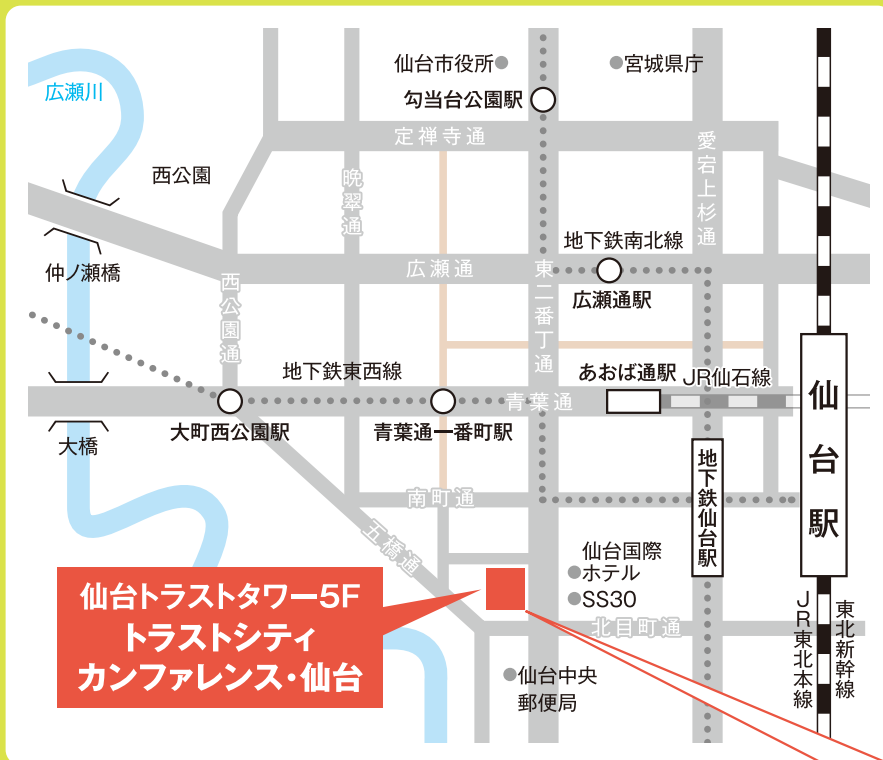 仙台市役所
宮城県庁
広瀬川
勾当台公園駅
定禅寺通
愛宕上杉通
西公園
晩翠通
地下鉄南北線
仲ノ瀬橋
広瀬通
東二番丁通
広瀬通駅
西公園通
地下鉄東西線
あおば通駅
JR仙石線
青葉通
仙台駅
大橋
大町西公園駅
青葉通一番町駅
地下鉄仙台駅
南町通
五橋通
仙台国際
ホテル
SS30
仙台トラストタワー5F
トラストシティ
カンファレンス・仙台
北目町通
JR東北本線
東北新幹線
仙台中央
郵便局